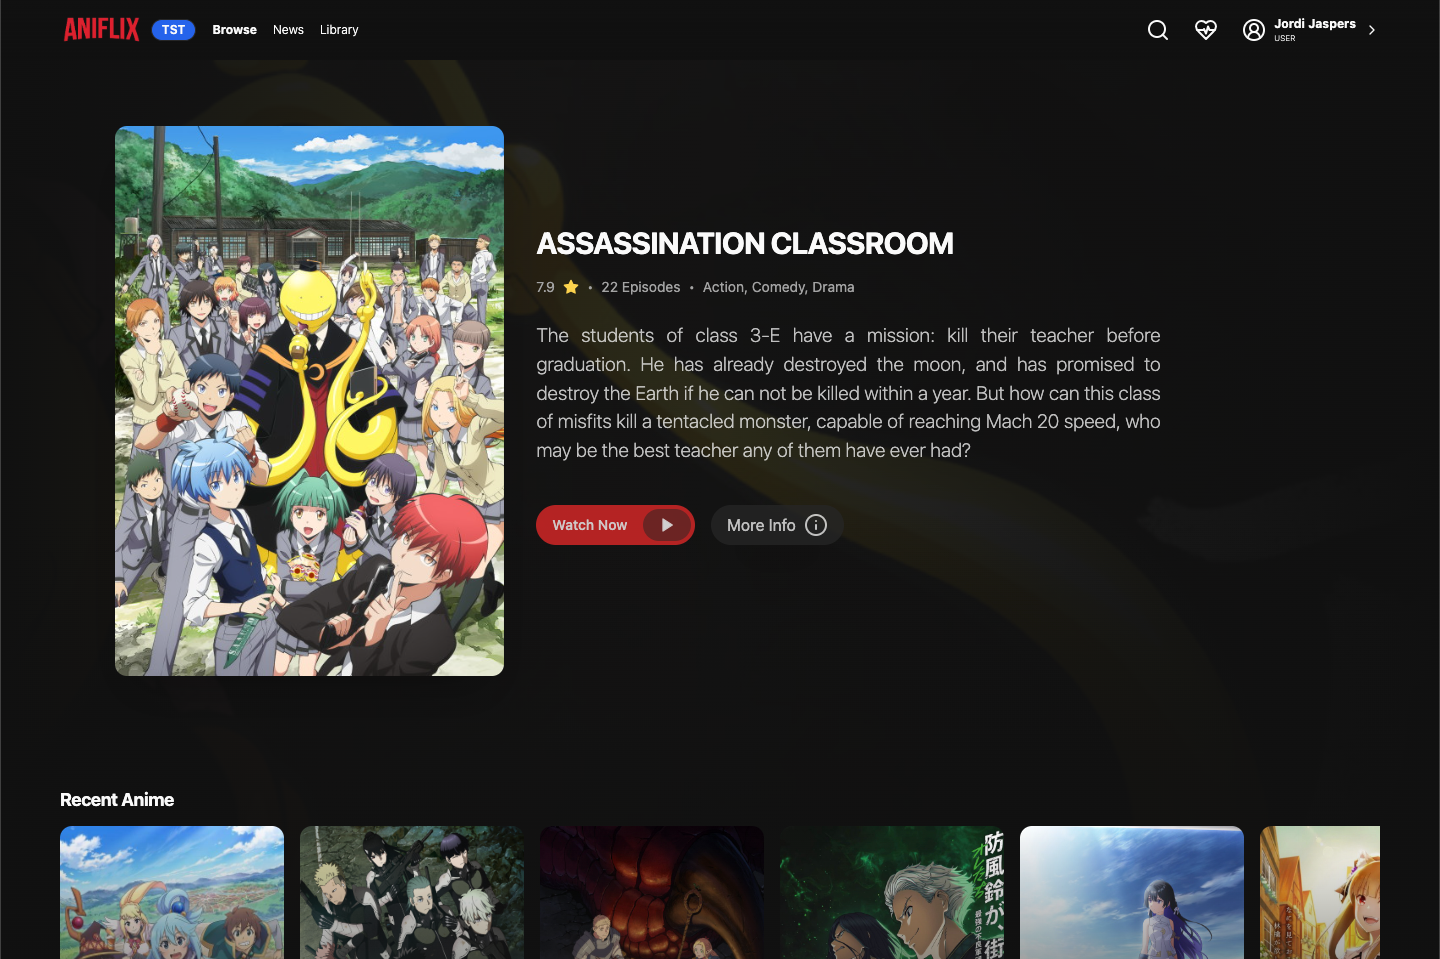 ANIFLIX TST Browse News Library Jordi Jaspers
USER
ASSASSINATION CLASSROOM
7.9 • 22 Episodes • Action, Comedy, Drama
The students of class 3-E have a mission: kill their teacher before
graduation. He has already destroyed the moon, and has promised to
destroy the Earth if he can not be killed within a year. But how can this class
of misfits kill a tentacled monster, capable of reaching Mach 20 speed, who
may be the best teacher any of them have ever had?
Watch Now More Info
Recent Anime
防風鈴が、街